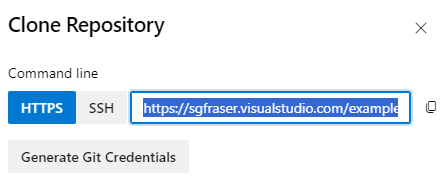 Clone Repository
Command line
HTTPS SSH https://sgfraser.visualstudio.com/example
Generate Git Credentials